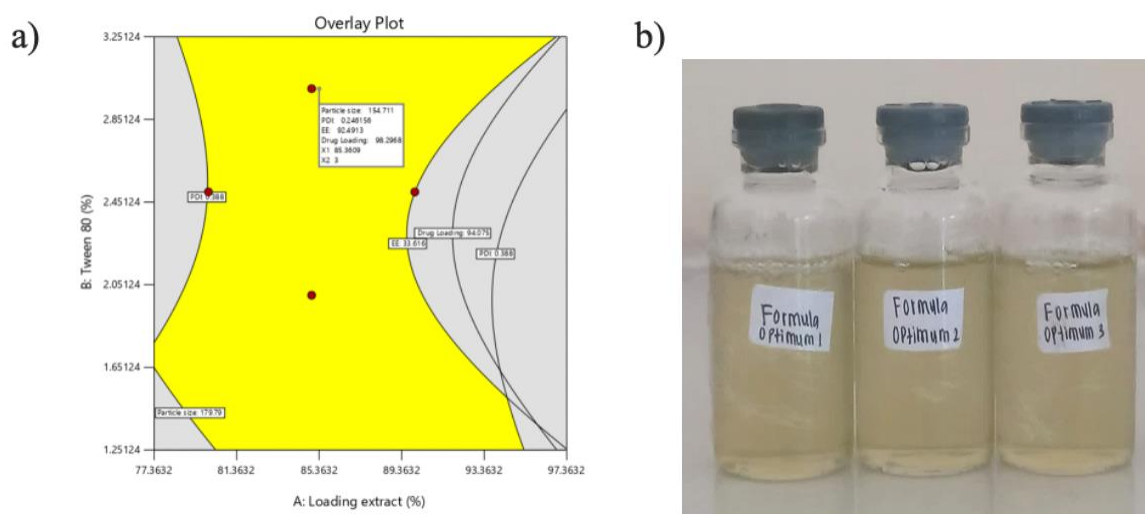 a)
b)
Overlay Plot
3.25124
2.85124
2.45124
2.05124
1.65124
1.25124
B: Tween 80 (%)
Particle size: 154.711
PDI: 0.246156
EE: 92.4913
Drug Loading: 98.2968
X1 85.3609
X2 3
PDI: 0.388
Drug Loading: 94.075
EE: 33.616
PDI: 0.388
Particle size: 179.79
77.3632
81.3632
85.3632
89.3632
93.3632
97.3632
A: Loading extract (%)
Formula
Optimum 1
Formula
Optimum 2
Formula
Optimum 3